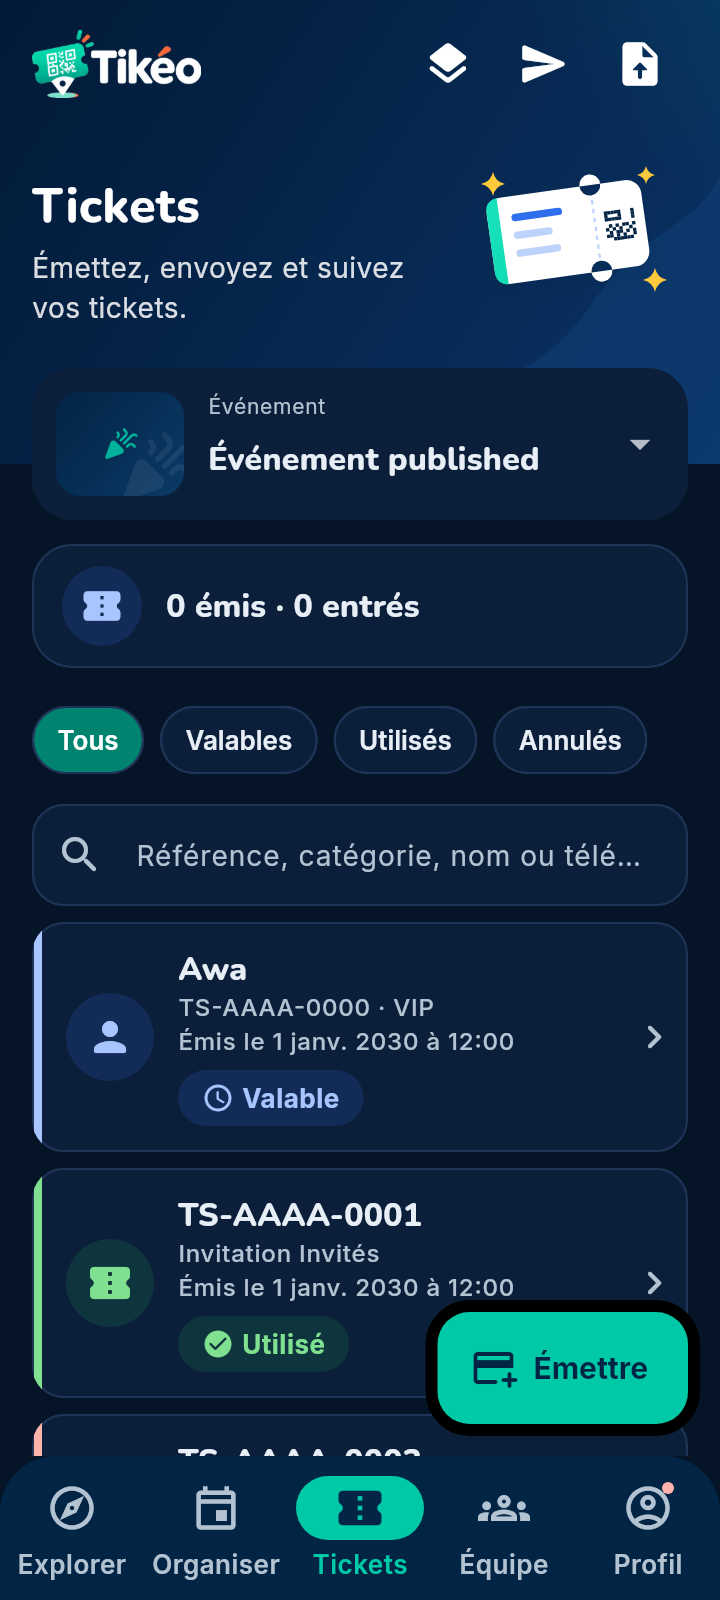 Tikéo
Tickets
Émettez, envoyez et suivez
vos tickets.
Événement
Événement published
0 émis · 0 entrés
Tous
Valables
Utilisés
Annulés
Référence, catégorie, nom ou télé...
Awa
TS-AAAA-0000 · VIP
Émis le 1 janv. 2030 à 12:00
Valable
TS-AAAA-0001
Invitation Invités
Émis le 1 janv. 2030 à 12:00
Utilisé
Émettre
Explorer
Organiser
Tickets
Équipe
Profil